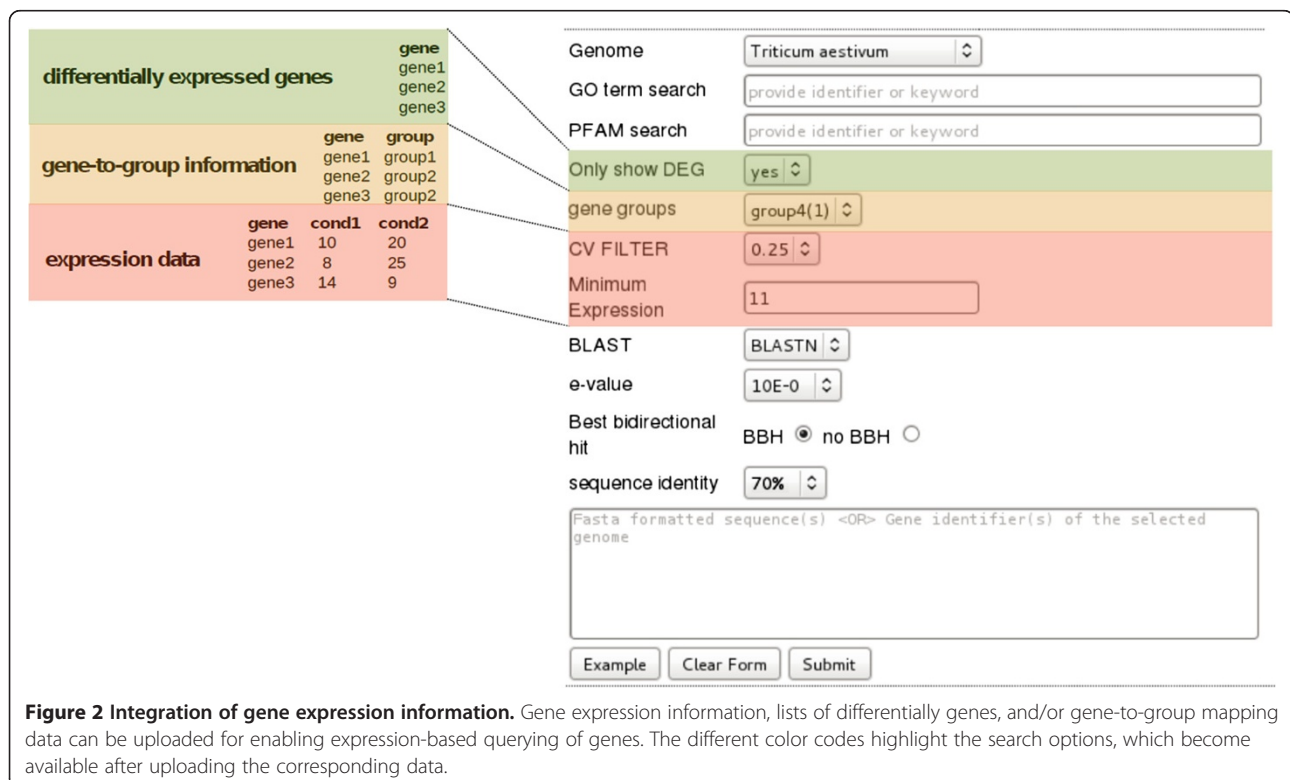 differentially expressed genes
gene
gene1
gene2
gene3
gene-to-group information
gene group
gene1 group1
gene2 group2
gene3 group2
expression data
gene cond1 cond2
gene1 10 20
gene2 8 25
gene3 14 9
Genome Triticum aestivum
GO term search provide identifier or keyword
PFAM search provide identifier or keyword
Only show DEG yes
gene groups group4(1)
CV FILTER 0.25
Minimum
Expression 11
BLAST BLASTN
e-value 10E-0
Best bidirectional
hit BBH no BBH
sequence identity 70%
Fasta formatted sequence(s) <OR> Gene identifier(s) of the selected
genome
Example Clear Form Submit
Figure 2 Integration of gene expression information. Gene expression information, lists of differentially genes, and/or gene-to-group mapping
data can be uploaded for enabling expression-based querying of genes. The different color codes highlight the search options, which become
available after uploading the corresponding data.